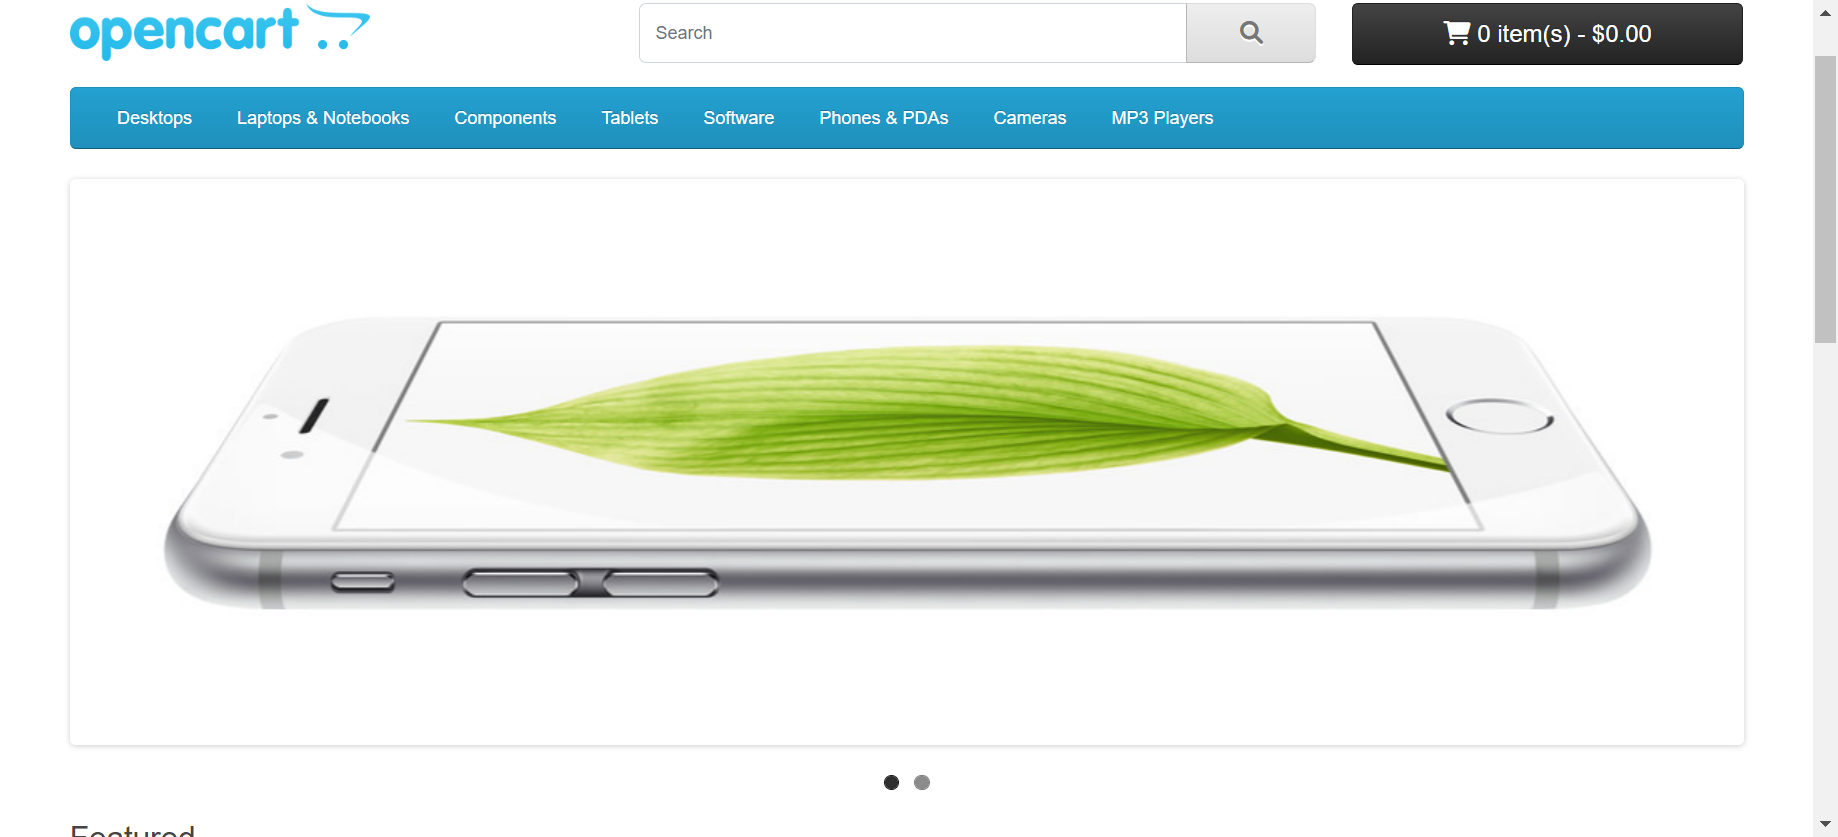 opencart
Search
0 item(s) - $0.00
Desktops Laptops & Notebooks Components Tablets Software Phones & PDAs Cameras MP3 Players
Featured